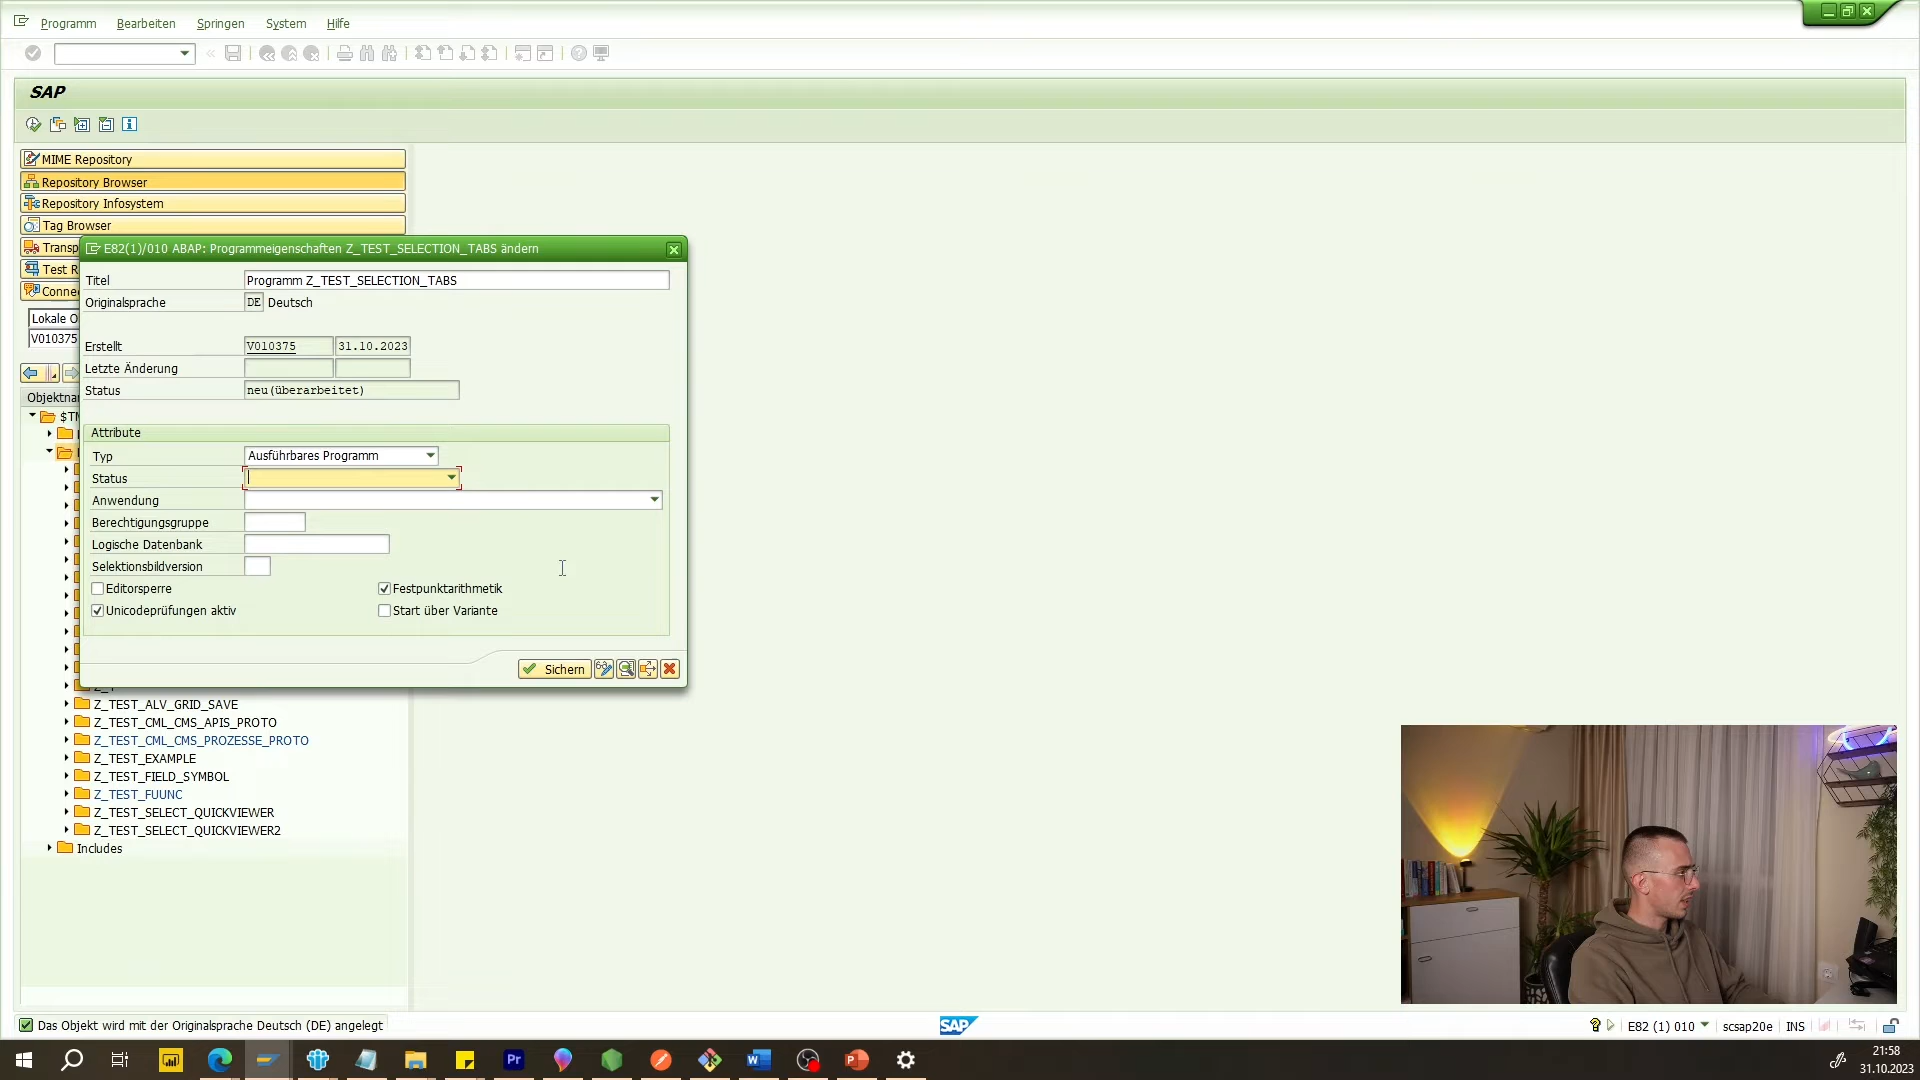 Programm Bearbeiten Springen System Hilfe
SAP
MIME Repository
Repository Browser
Repository Infosystem
Tag Browser
Transp
Test R
Conne
Lokale O
V010375
Objektna
$TM
E82(1)/010 ABAP: Programmeigenschaften Z_TEST_SELECTION_TABS ändern
Titel Programm Z_TEST_SELECTION_TABS
Originalsprache DE Deutsch
Erstellt V010375 31.10.2023
Letzte Änderung
Status neu(überarbeitet)
Attribute
Typ Ausführbares Programm
Status
Anwendung
Berechtigungsgruppe
Logische Datenbank
Selektionsbildversion
Editorsperre Festpunktarithmetik
Unicodeprüfungen aktiv Start über Variante
Sichern
Z_TEST_ALV_GRID_SAVE
Z_TEST_CML_CMS_APIS_PROTO
Z_TEST_CML_CMS_PROZESSE_PROTO
Z_TEST_EXAMPLE
Z_TEST_FIELD_SYMBOL
Z_TEST_FUUNC
Z_TEST_SELECT_QUICKVIEWER
Z_TEST_SELECT_QUICKVIEWER2
Includes
Das Objekt wird mit der Originalsprache Deutsch (DE) angelegt
SAP
E82 (1) 010 scsap20e INS
21:58
31.10.2023